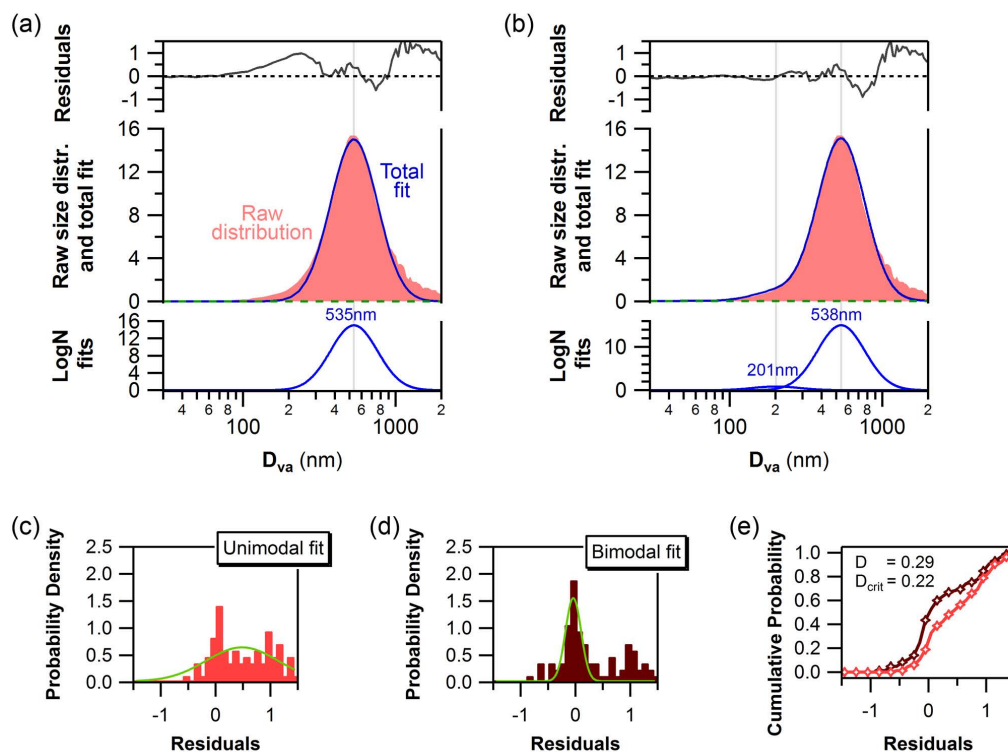 (a)
Residuals
1
0
-1
Raw size distr.
and total fit
16
12
8
4
0
Raw
distribution
Total
fit
LogN
fits
16
12
8
4
0
535nm
4 6 8 2 4 6 8 2
100 1000
Dva (nm)
(b)
Residuals
1
0
-1
Raw size distr.
and total fit
16
12
8
4
0
LogN
fits
10
0
201nm
538nm
4 6 8 2 4 6 8 2
100 1000
Dva (nm)
(c)
Probability Density
2.5
2.0
1.5
1.0
0.5
0.0
Unimodal fit
-1 0 1
Residuals
(d)
Probability Density
2.5
2.0
1.5
1.0
0.5
0.0
Bimodal fit
-1 0 1
Residuals
(e)
Cumulative Probability
1.0
0.8
0.6
0.4
0.2
0.0
D = 0.29
Dcrit = 0.22
-1 0 1
Residuals